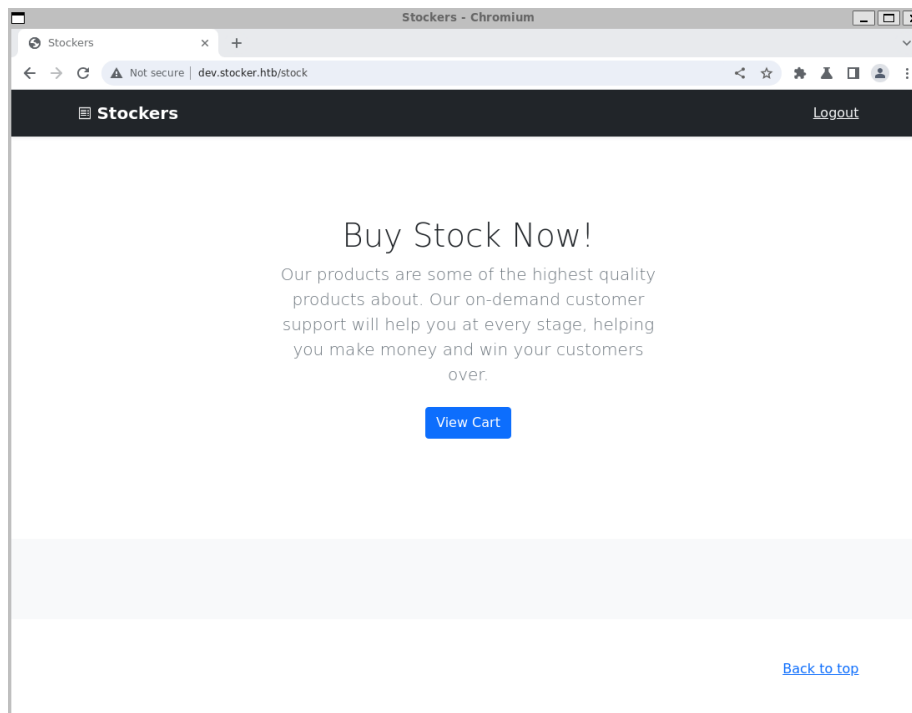 Stockers - Chromium
Stockers
Not secure dev.stocker.htb/stock
Stockers Logout
Buy Stock Now!
Our products are some of the highest quality
products about. Our on-demand customer
support will help you at every stage, helping
you make money and win your customers
over.
View Cart
Back to top